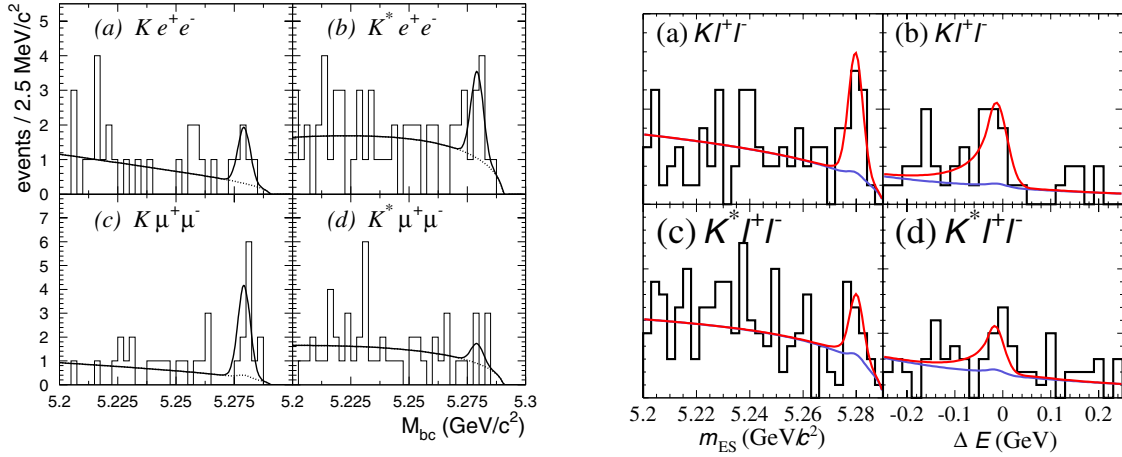 events / 2.5 MeV/c²
(a) K e⁺e⁻
(b) K* e⁺e⁻
5
4
3
2
1
0
(c) K μ⁺μ⁻
(d) K* μ⁺μ⁻
7
6
5
4
3
2
1
0
5.2 5.225 5.25 5.275 5.2 5.225 5.25 5.275 5.3
M_bc (GeV/c²)
(a) Kl⁺l⁻
(b) Kl⁺l⁻
(c) K*l⁺l⁻
(d) K*l⁺l⁻
5.2 5.22 5.24 5.26 5.28 -0.2 -0.1 0 0.1 0.2
m_ES (GeV/c²) Δ E (GeV)